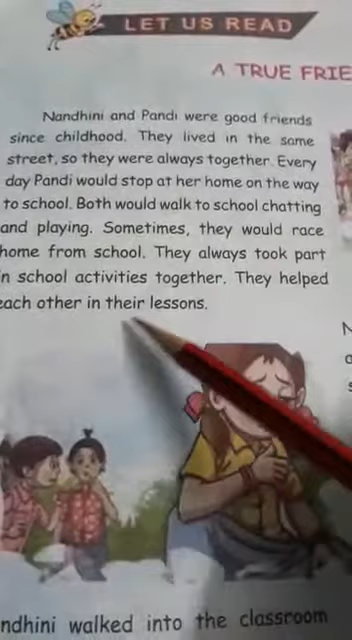 LET US READ
A TRUE FRIE
Nandhini and Pandi were good friends
since childhood. They lived in the same
street, so they were always together. Every
day Pandi would stop at her home on the way
to school. Both would walk to school chatting
and playing. Sometimes, they would race
home from school. They always took part
in school activities together. They helped
each other in their lessons.
ndhini walked into the classroom